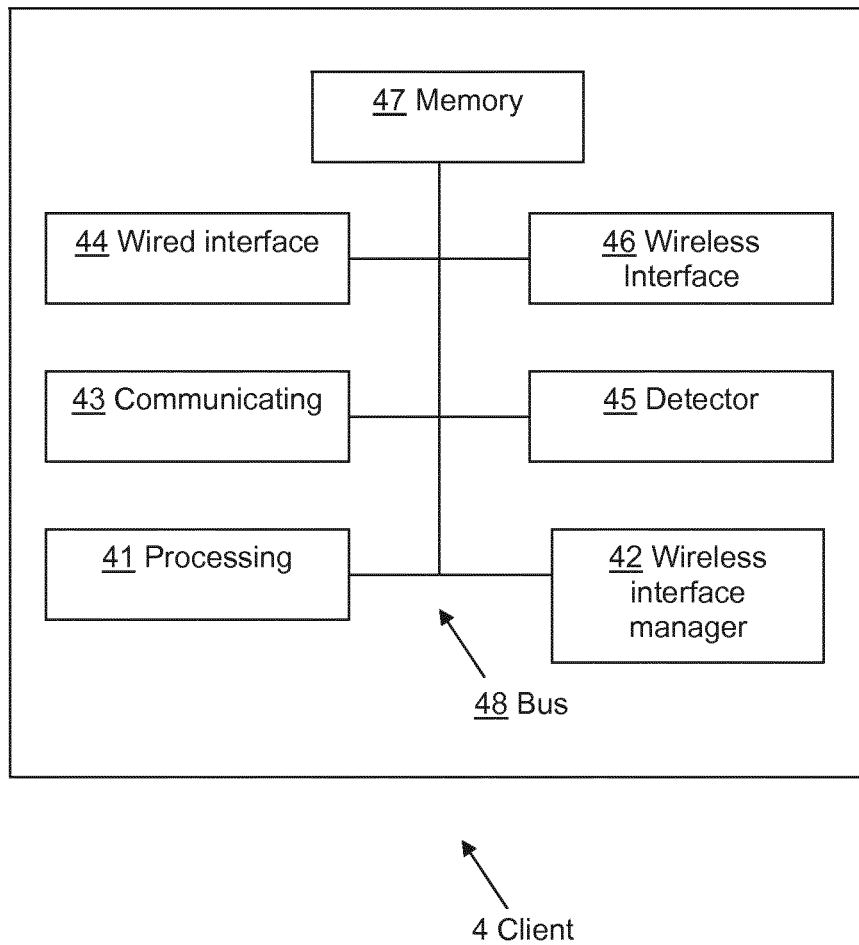 47 Memory
44 Wired interface
46 Wireless
Interface
43 Communicating
45 Detector
41 Processing
42 Wireless
interface
manager
48 Bus
4 Client